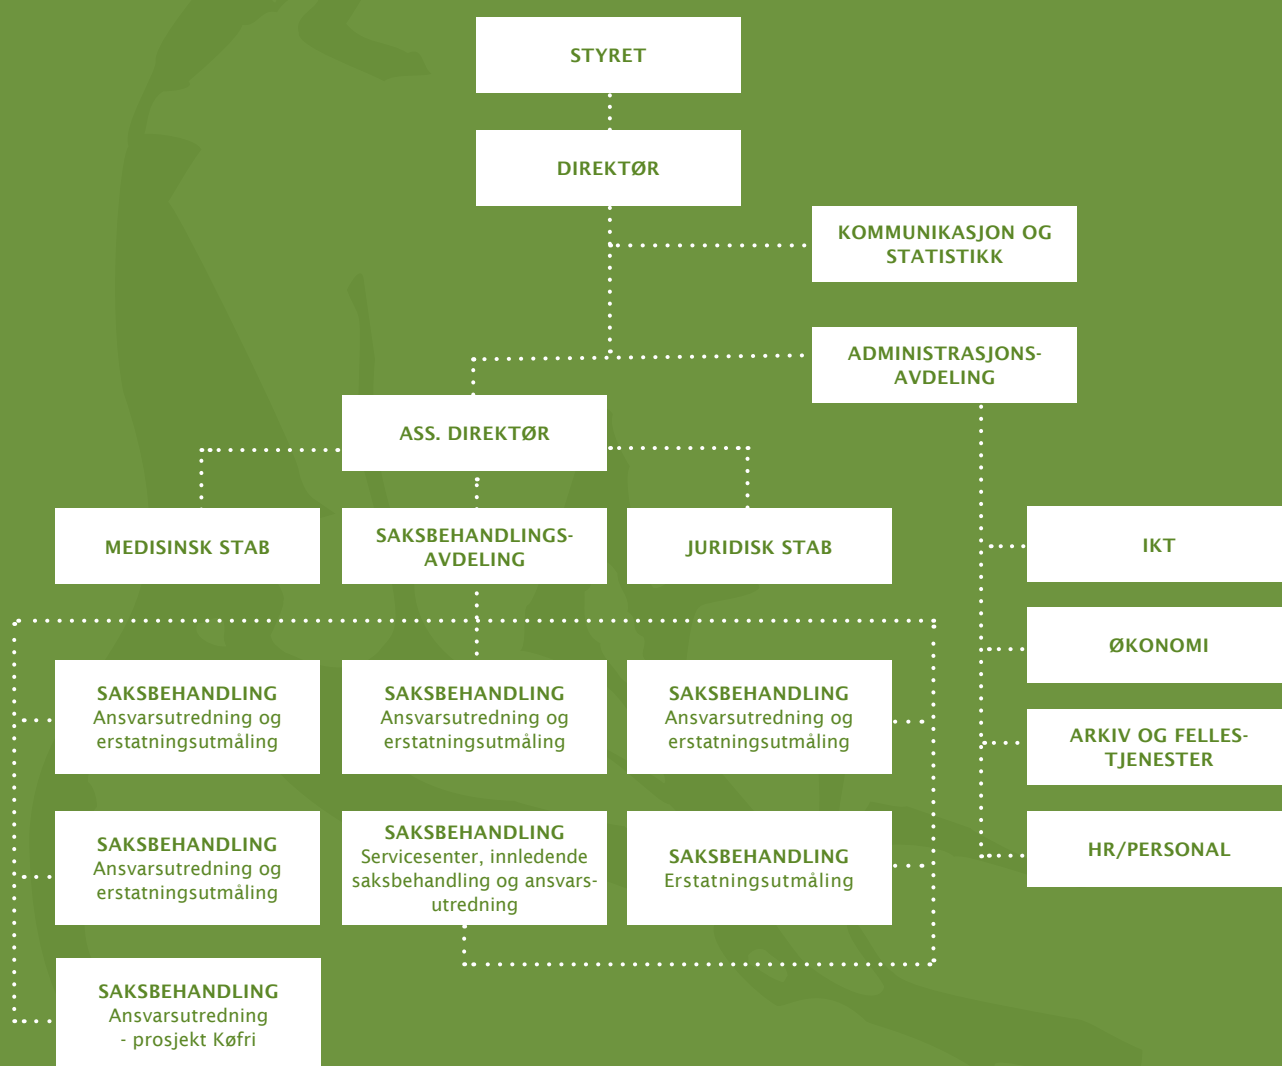 STYRET
DIREKTØR
KOMMUNIKASJON OG
STATISTIKK
ADMINISTRASJONS-
AVDELING
ASS. DIREKTØR
MEDISINSK STAB
SAKSBEHANDLINGS-
AVDELING
JURIDISK STAB
IKT
ØKONOMI
ARKIV OG FELLES-
TJENESTER
HR/PERSONAL
SAKSBEHANDLING
Ansvarsutredning og
erstatningsutmåling
SAKSBEHANDLING
Ansvarsutredning og
erstatningsutmåling
SAKSBEHANDLING
Ansvarsutredning og
erstatningsutmåling
SAKSBEHANDLING
Ansvarsutredning og
erstatningsutmåling
SAKSBEHANDLING
Servicesenter, innledende
saksbehandling og ansvars-
utredning
SAKSBEHANDLING
Erstatningsutmåling
SAKSBEHANDLING
Ansvarsutredning
- prosjekt Køfri